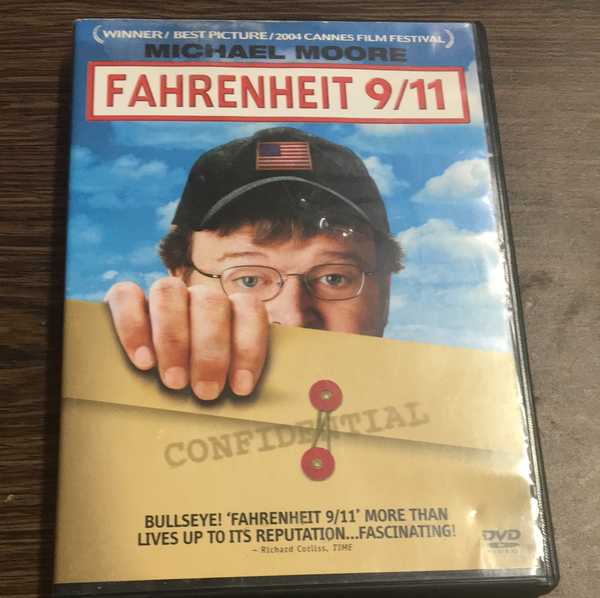 WINNER/ BEST PICTURE/2004 CANNES FILM FESTIVAL
MICHAEL MOORE
FAHRENHEIT 9/11
CONFIDENTIAL
BULLSEYE! 'FAHRENHEIT 9/11' MORE THAN
LIVES UP TO ITS REPUTATION...FASCINATING!
– Richard Corliss, TIME
DVD
VIDEO